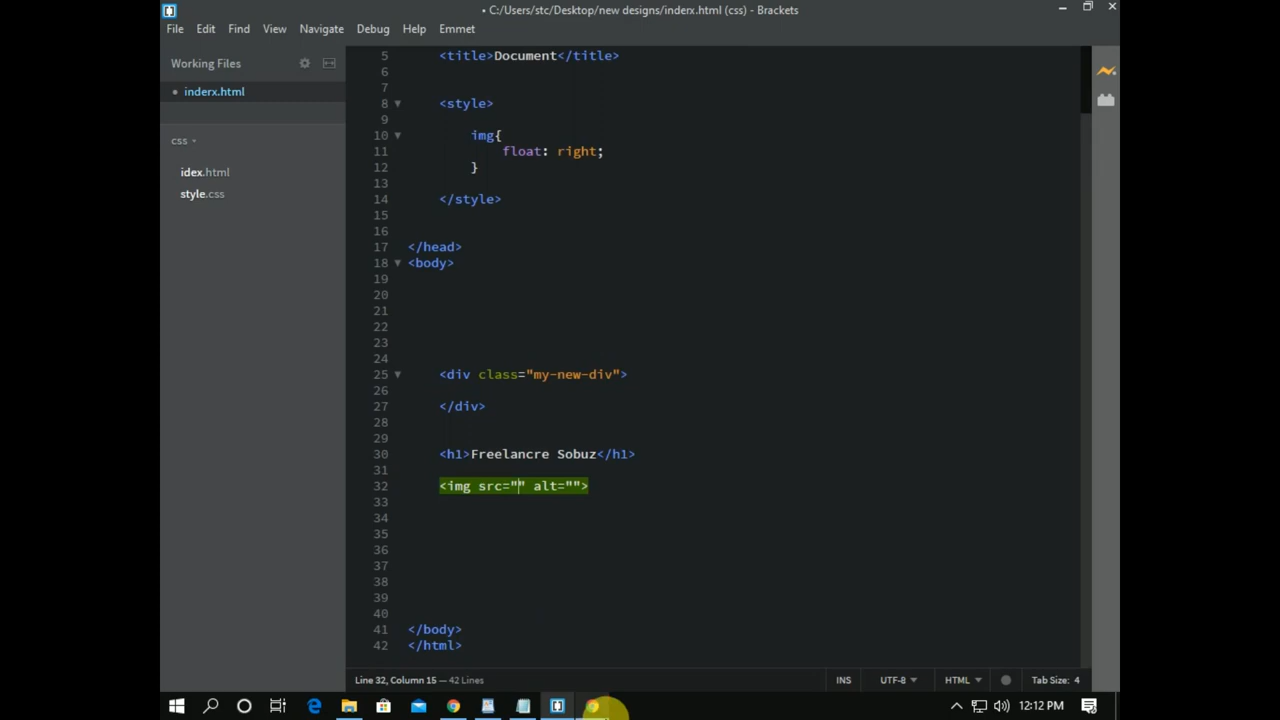 • C:/Users/stc/Desktop/new designs/inderx.html (css) - Brackets
File Edit Find View Navigate Debug Help Emmet
Working Files
• inderx.html
css
idex.html
style.css
5 <title>Document</title>
6
7
8 <style>
9
10 img{
11 float: right;
12 }
13
14 </style>
15
16
17 </head>
18 <body>
19
20
21
22
23
24
25 <div class="my-new-div">
26
27 </div>
28
29
30 <h1>Freelancre Sobuz</h1>
31
32 <img src="" alt="">
33
34
35
36
37
38
39
40
41 </body>
42 </html>
Line 32, Column 15 — 42 Lines INS UTF-8 HTML Tab Size: 4
12:12 PM